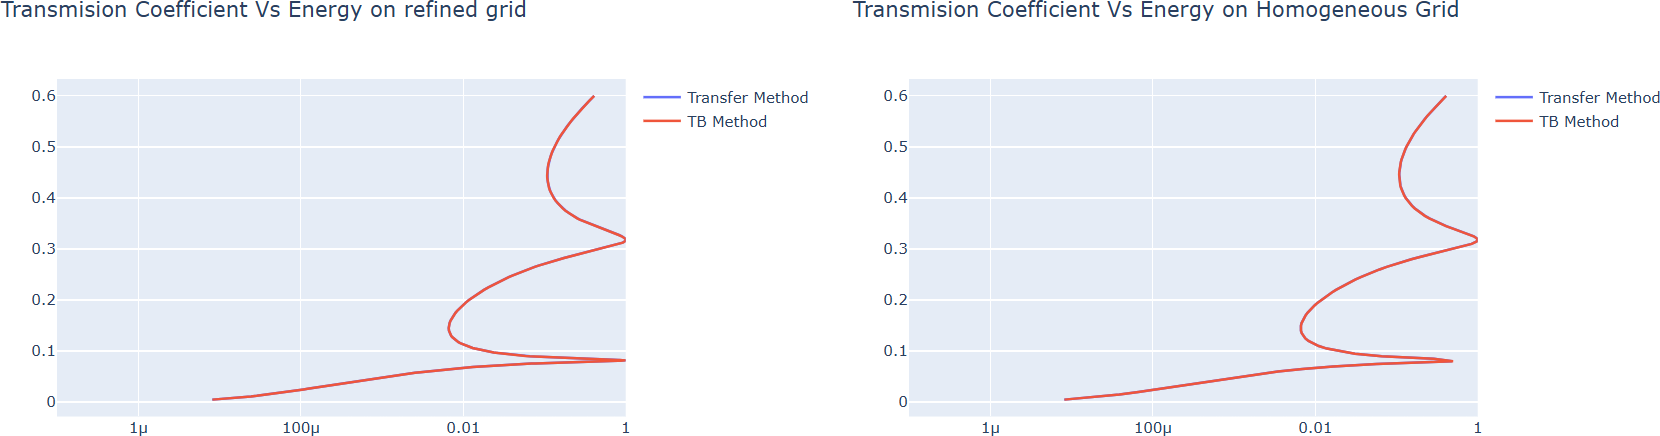 Transmision Coefficient Vs Energy on refined grid
0.6
0.5
0.4
0.3
0.2
0.1
0
1µ
100µ
0.01
1
Transfer Method
TB Method
Transmision Coefficient Vs Energy on Homogeneous Grid
0.6
0.5
0.4
0.3
0.2
0.1
0
1µ
100µ
0.01
1
Transfer Method
TB Method